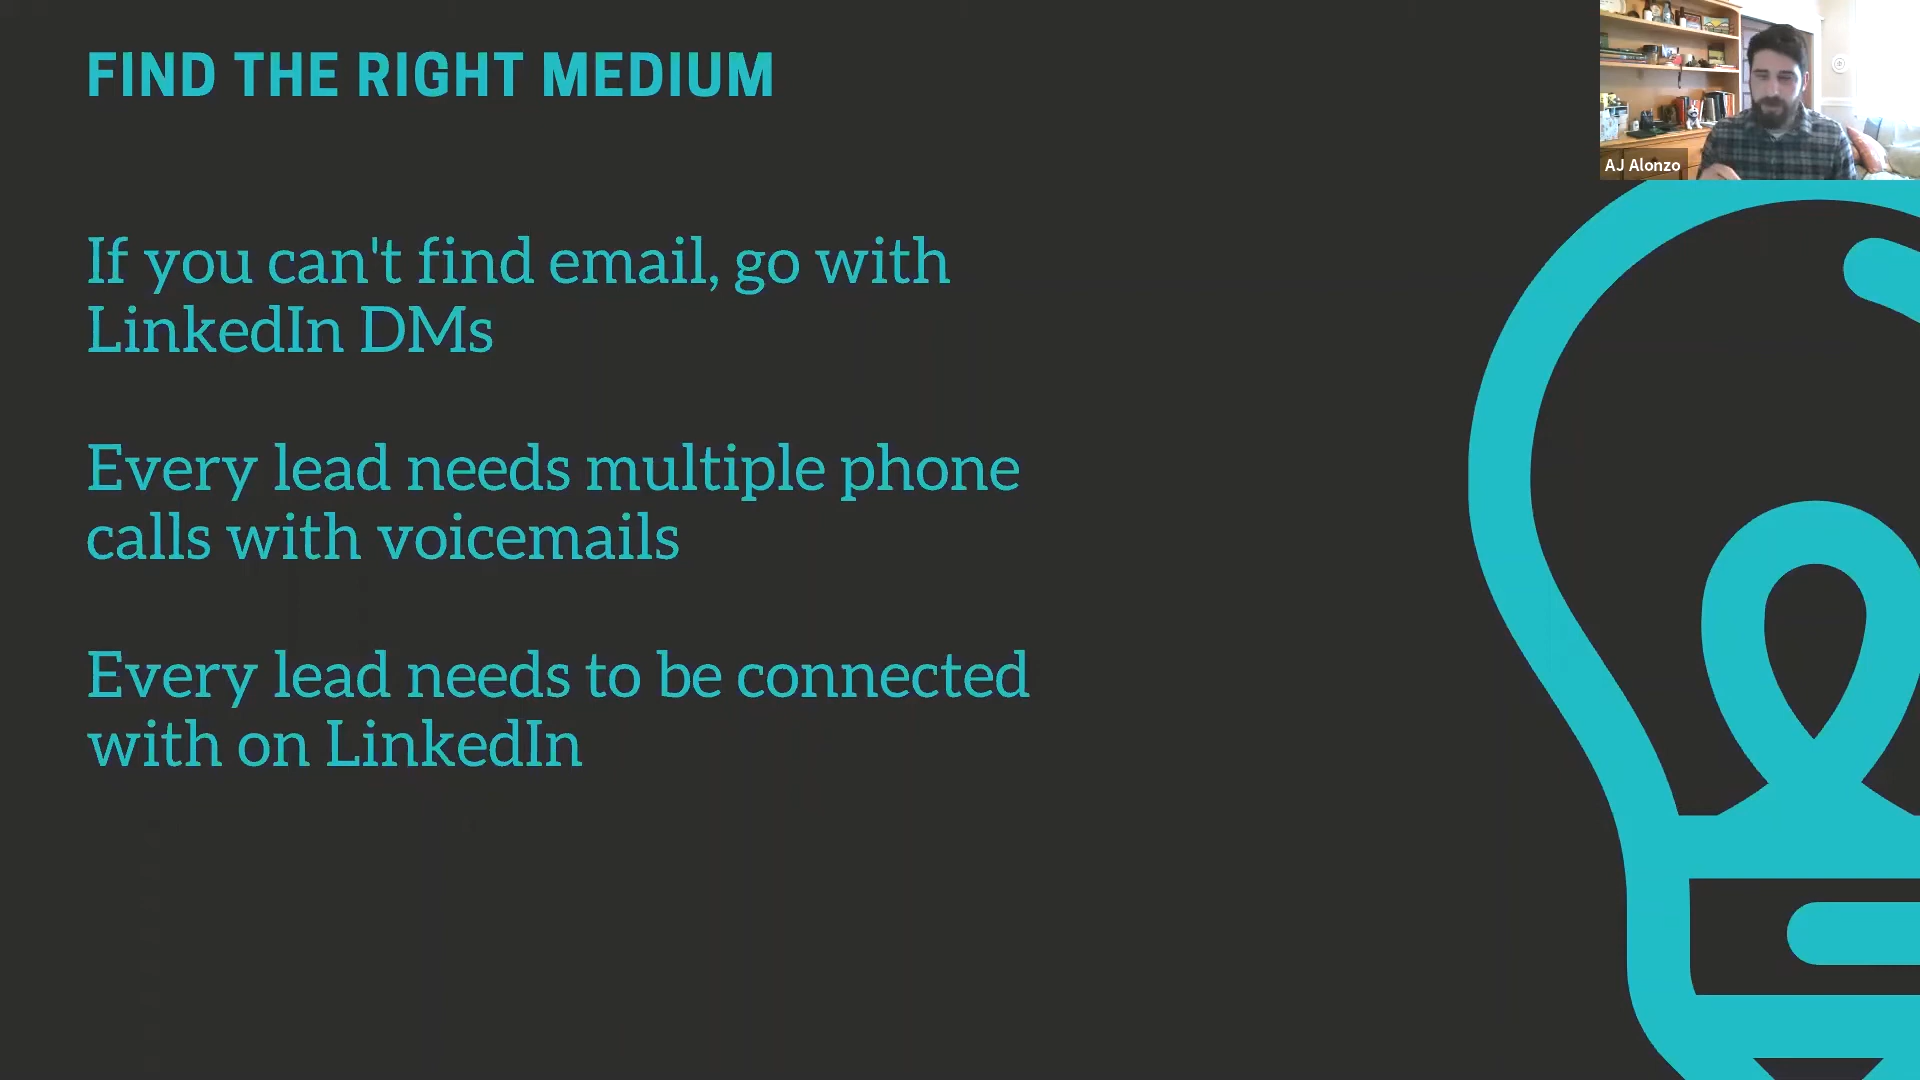 FIND THE RIGHT MEDIUM
If you can't find email, go with
LinkedIn DMs
Every lead needs multiple phone
calls with voicemails
Every lead needs to be connected
with on LinkedIn
AJ Alonzo